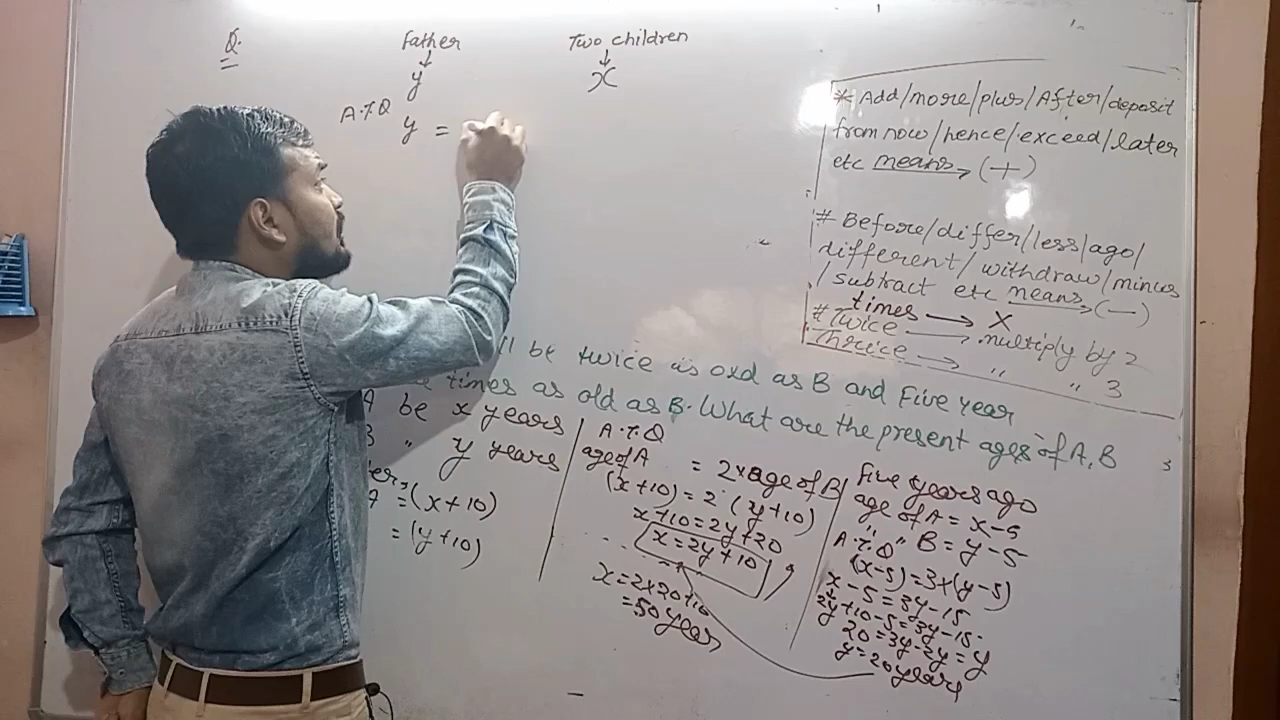 Q.
Father
Two children
↓
↓
y
x
A.T.Q
y =
* Add/more/plus/After/deposit
from now/hence/exceed/later
etc means → (+)
# Before/differ/less/ago/
different/withdraw/minus
/subtract etc means → (−)
# times → ×
Twice → multiply by 2
Thrice → " " 3
be twice as old as B and Five year
times as old as B. What are the present ages of A, B
A be x years
" y years
= (x+10)
= (y+10)
A.T.Q
age of A = 2×age of B
(x+10) = 2 (y+10)
x+10=2y+20
x=2y+10
x=2×20+10
=50 year
Five years ago
age of A = x-5
" " B = y-5
A.T.Q
(x-5)=3×(y-5)
x-5=3y-15
2y+10-5=3y-15
20=3y-2y=y
y=20 years